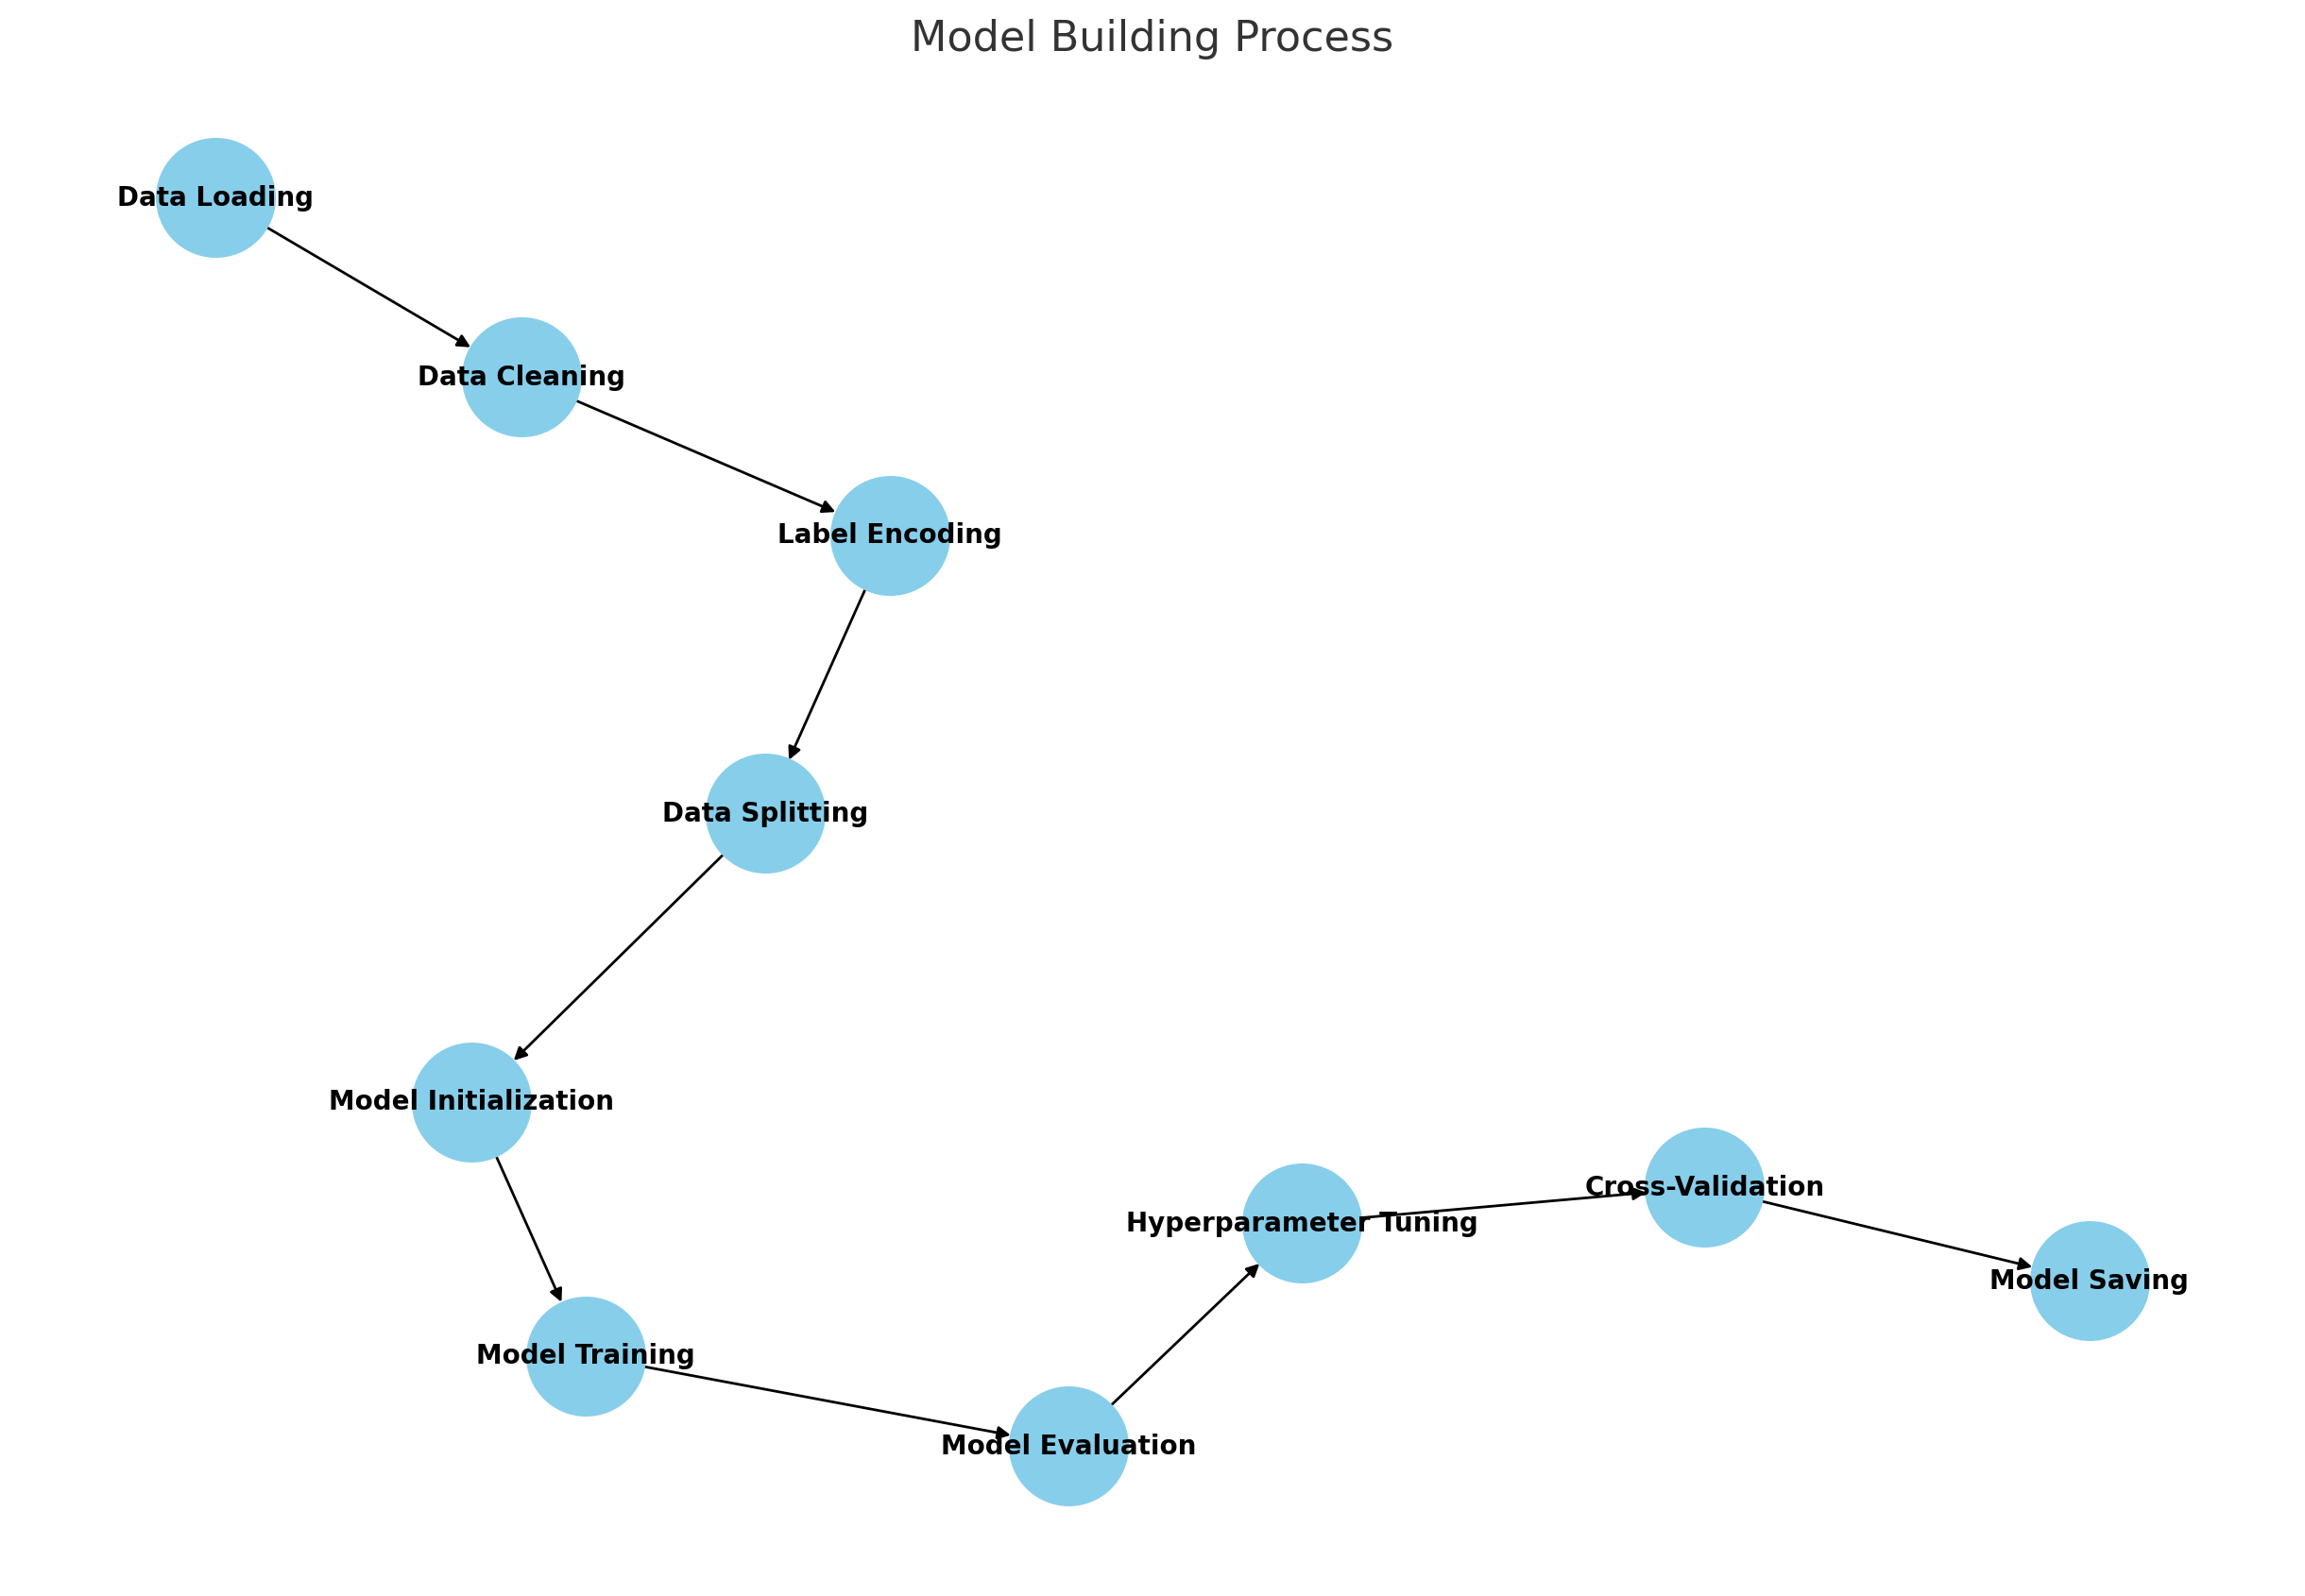 Model Building Process
Data Loading
Data Cleaning
Label Encoding
Data Splitting
Model Initialization
Model Training
Model Evaluation
Hyperparameter Tuning
Cross-Validation
Model Saving